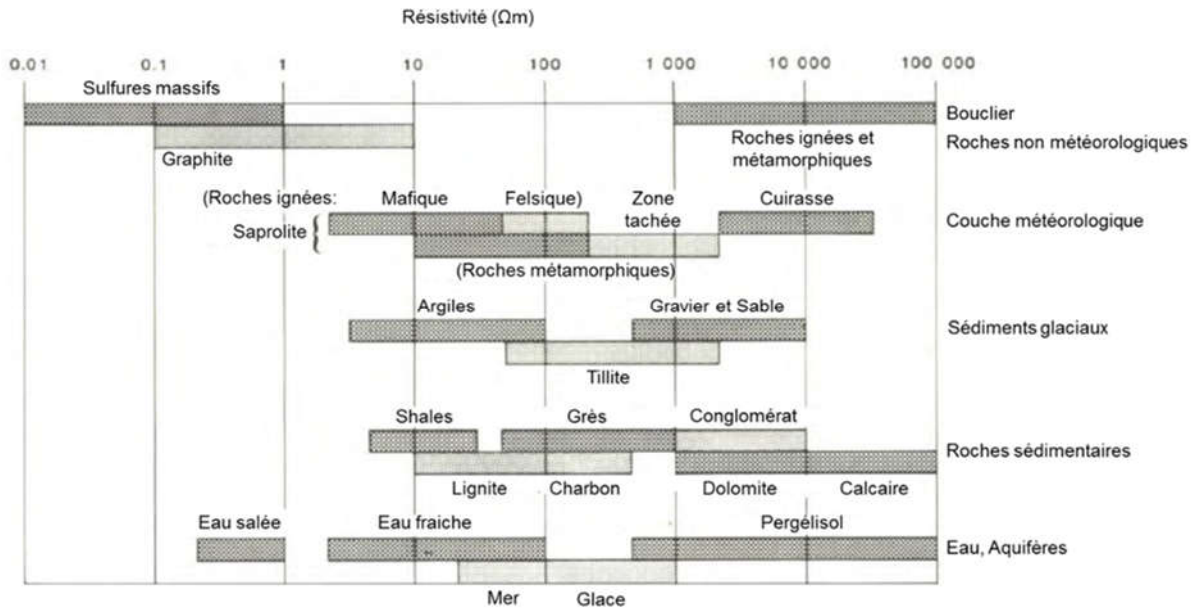 Résistivité (Ωm)
0.01 0.1 1 10 100 1 000 10 000 100 000
Sulfures massifs
Bouclier
Graphite
Roches ignées et
métamorphiques
Roches non météorologiques
(Roches ignées: Mafique Felsique) Zone
tachée Cuirasse
Saprolite {
Couche météorologique
(Roches métamorphiques)
Argiles Gravier et Sable
Sédiments glaciaux
Tillite
Shales Grès Conglomérat
Roches sédimentaires
Lignite Charbon Dolomite Calcaire
Eau salée Eau fraiche Pergélisol
Eau, Aquifères
Mer Glace